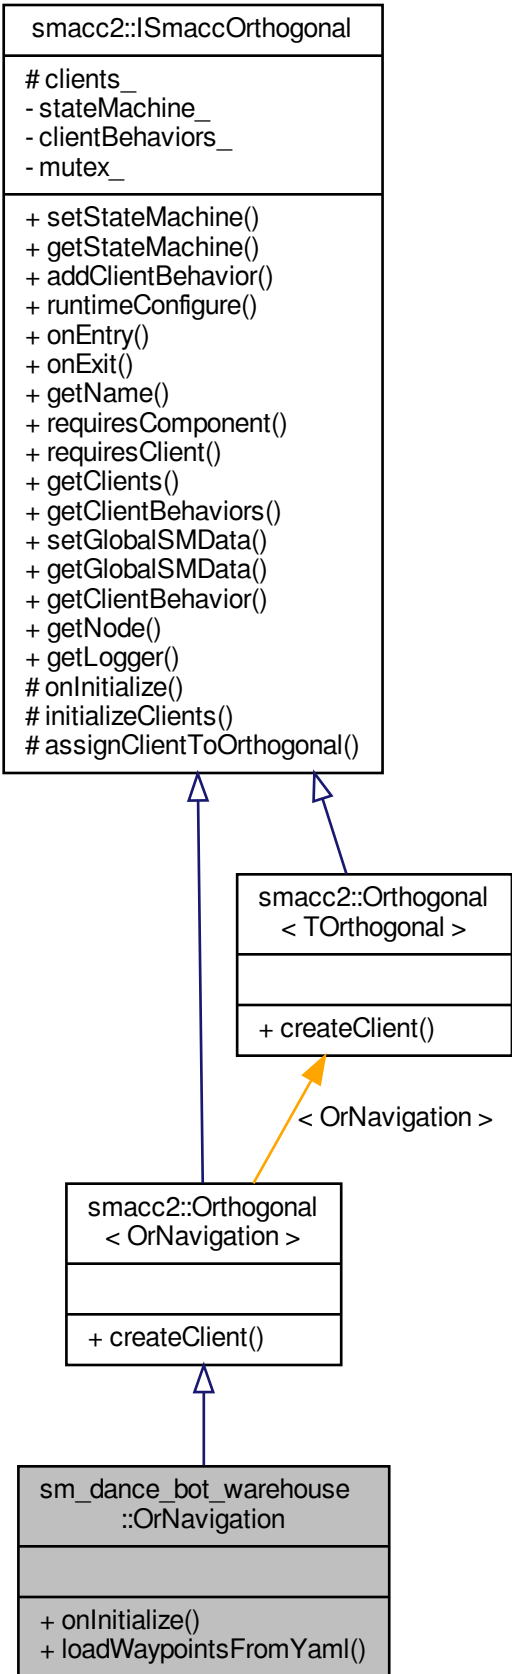 smacc2::ISmaccOrthogonal
# clients_
- stateMachine_
- clientBehaviors_
- mutex_
+ setStateMachine()
+ getStateMachine()
+ addClientBehavior()
+ runtimeConfigure()
+ onEntry()
+ onExit()
+ getName()
+ requiresComponent()
+ requiresClient()
+ getClients()
+ getClientBehaviors()
+ setGlobalSMData()
+ getGlobalSMData()
+ getClientBehavior()
+ getNode()
+ getLogger()
# onInitialize()
# initializeClients()
# assignClientToOrthogonal()
smacc2::Orthogonal
< TOrthogonal >
+ createClient()
< OrNavigation >
smacc2::Orthogonal
< OrNavigation >
+ createClient()
sm_dance_bot_warehouse
::OrNavigation
+ onInitialize()
+ loadWaypointsFromYaml()